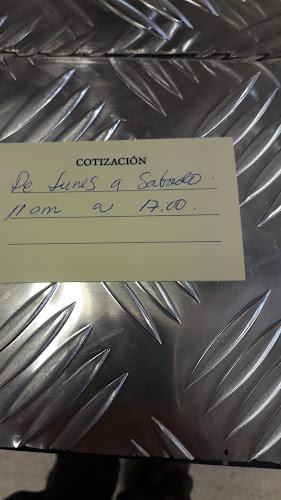 COTIZACIÓN
De Lunes a Sabado.
11 am a 17.00.